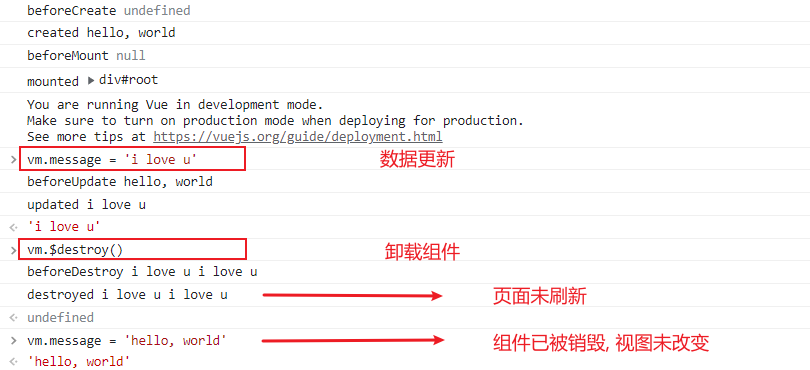 beforeCreate undefined
created hello, world
beforeMount null
mounted ▶div#root
You are running Vue in development mode.
Make sure to turn on production mode when deploying for production.
See more tips at https://vuejs.org/guide/deployment.html
> vm.message = 'i love u' 数据更新
beforeUpdate hello, world
updated i love u
'i love u'
> vm.$destroy() 卸载组件
beforeDestroy i love u i love u
destroyed i love u i love u 页面未刷新
undefined
> vm.message = 'hello, world' 组件已被销毁, 视图未改变
'hello, world'